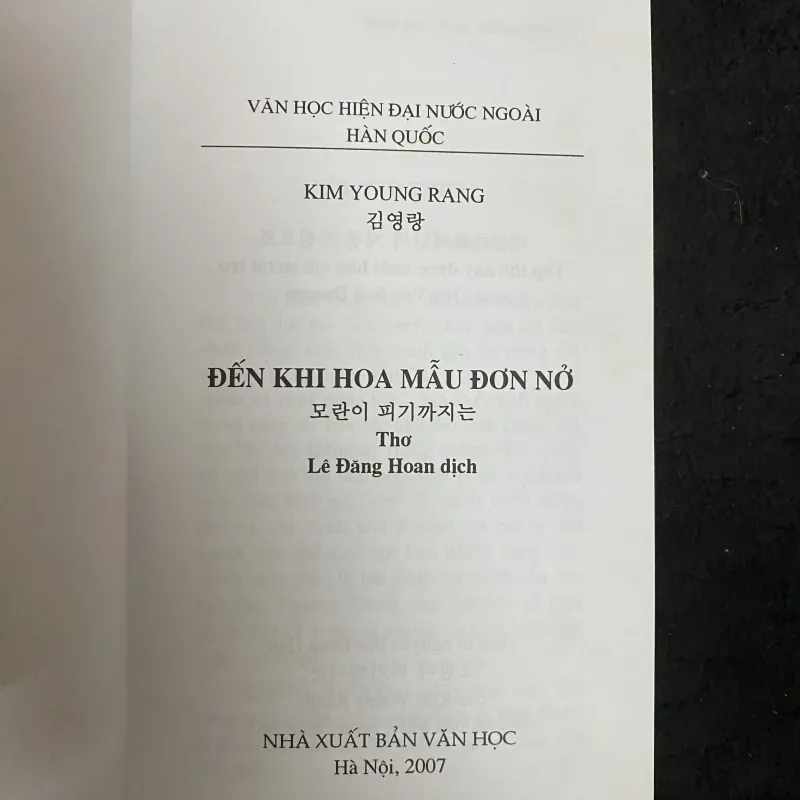 VĂN HỌC HIỆN ĐẠI NƯỚC NGOÀI
HÀN QUỐC
KIM YOUNG RANG
김영랑
ĐẾN KHI HOA MẪU ĐƠN NỞ
모란이 피기까지는
Thơ
Lê Đăng Hoan dịch
NHÀ XUẤT BẢN VĂN HỌC
Hà Nội, 2007